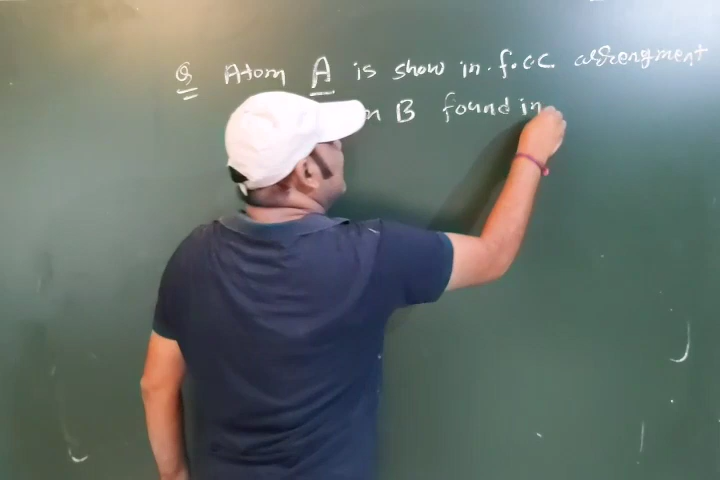 Q Atom A is show in f.c.c arrengment
B found in